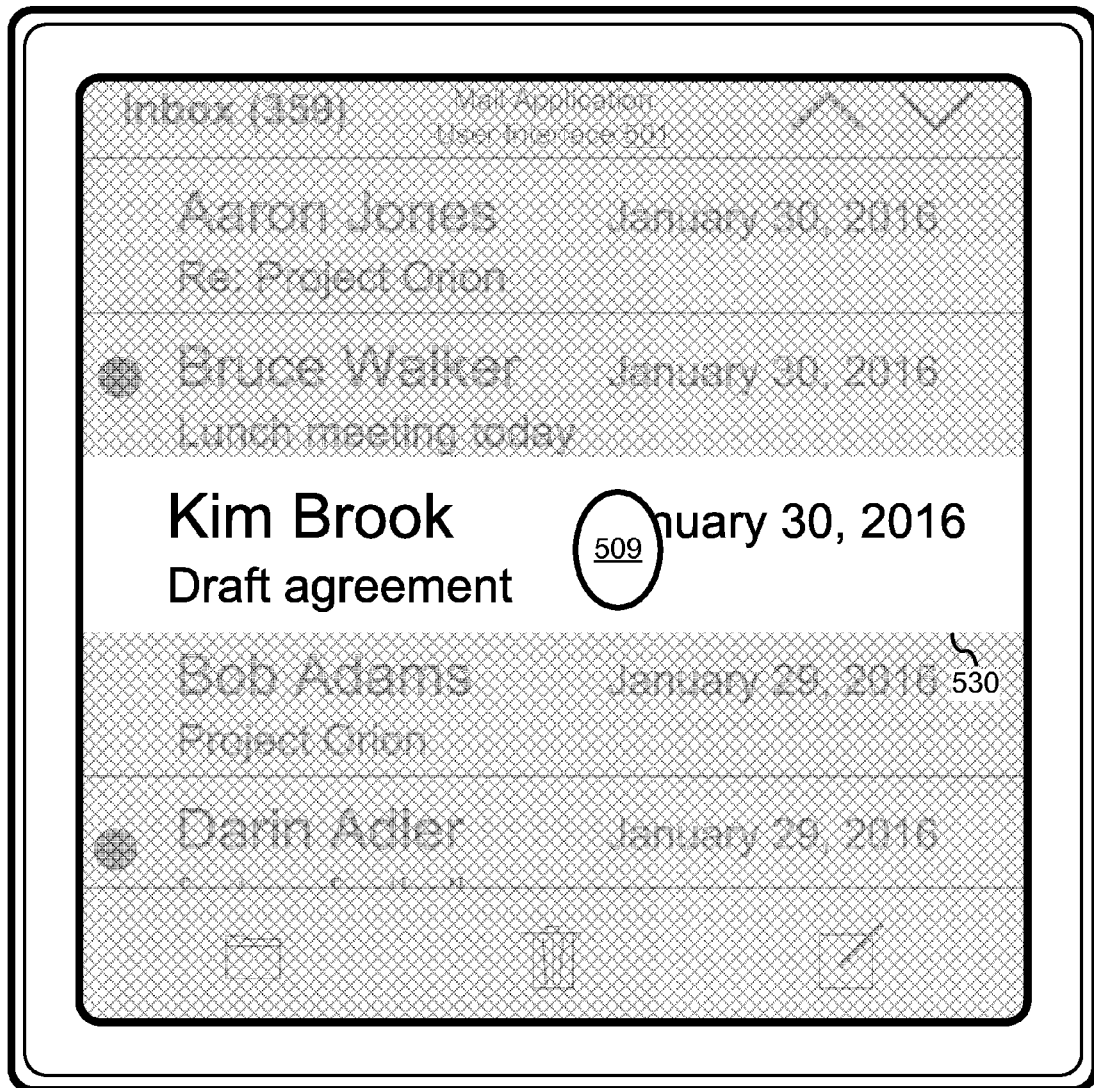 Inbox (359)
Mail Application
User Interface 501
Aaron Jones
January 30, 2016
Re: Project Orion
Bruce Walker
January 30, 2016
Lunch meeting today
Kim Brook
509
nuary 30, 2016
Draft agreement
Bob Adams
January 29, 2016
530
Project Orion
Darin Adler
January 29, 2016